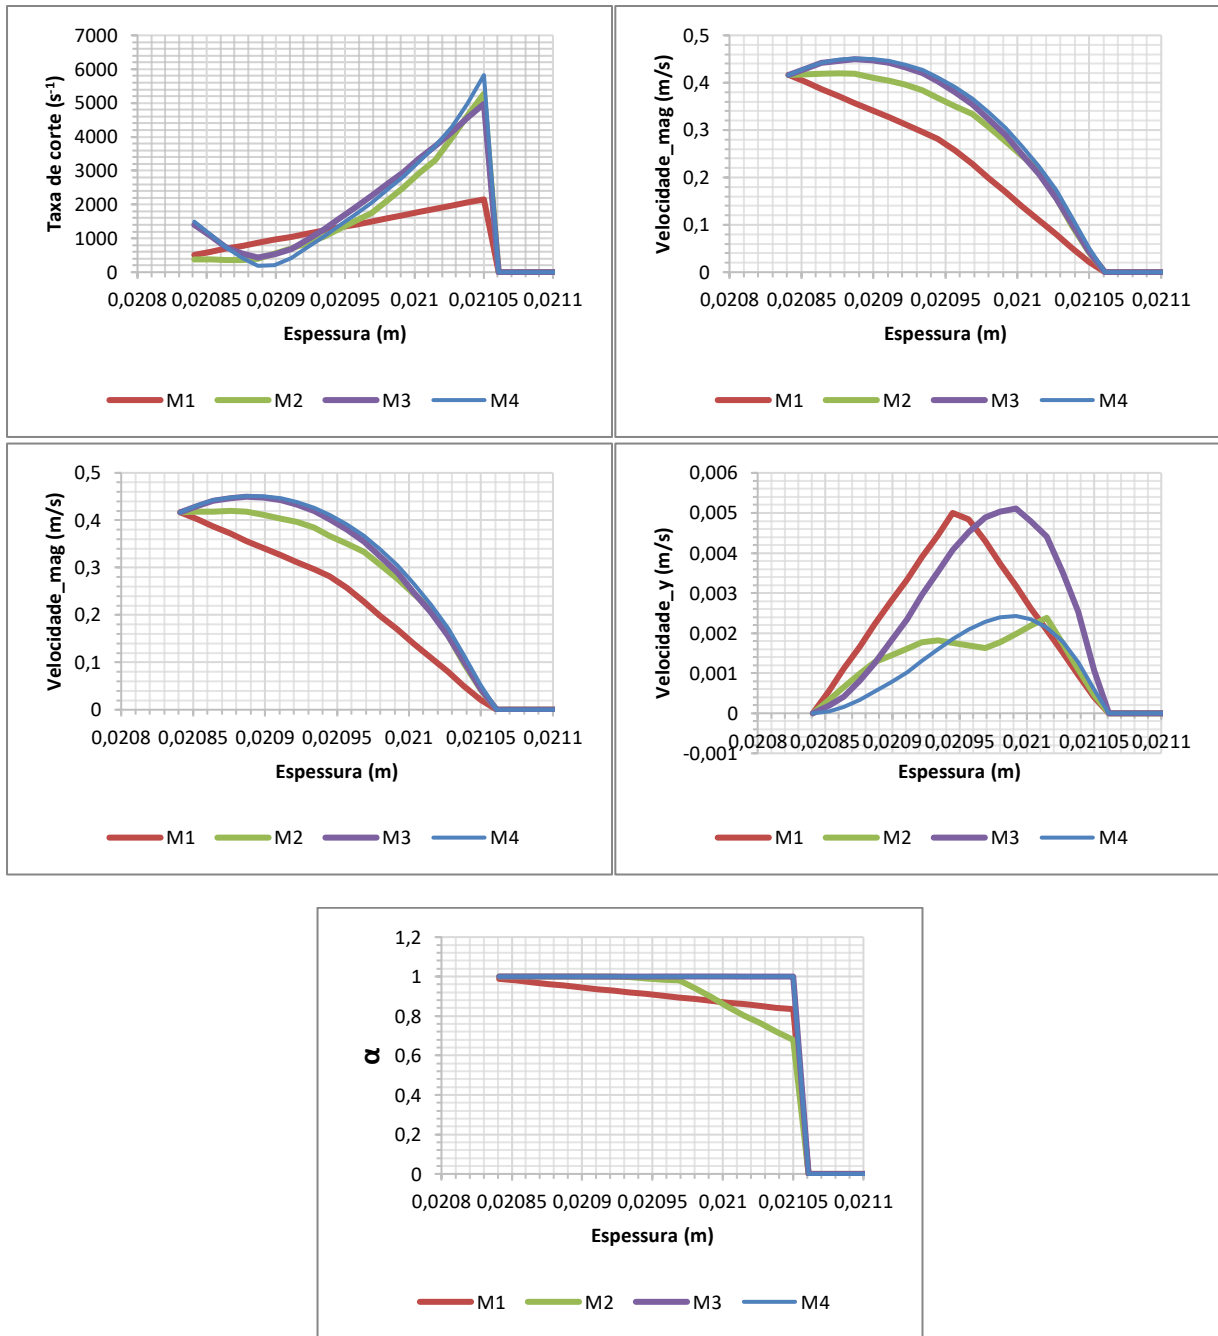 Taxa de corte (s⁻¹)
7000
6000
5000
4000
3000
2000
1000
0
0,0208 0,02085 0,0209 0,02095 0,021 0,02105 0,0211
Espessura (m)
M1 M2 M3 M4
Velocidade_mag (m/s)
0,5
0,4
0,3
0,2
0,1
0
0,0208 0,02085 0,0209 0,02095 0,021 0,02105 0,0211
Espessura (m)
M1 M2 M3 M4
Velocidade_mag (m/s)
0,5
0,4
0,3
0,2
0,1
0
0,0208 0,02085 0,0209 0,02095 0,021 0,02105 0,0211
Espessura (m)
M1 M2 M3 M4
Velocidade_y (m/s)
0,006
0,005
0,004
0,003
0,002
0,001
0
-0,001
0,0208 0,02085 0,0209 0,02095 0,021 0,02105 0,0211
Espessura (m)
M1 M2 M3 M4
α
1,2
1
0,8
0,6
0,4
0,2
0
0,0208 0,02085 0,0209 0,02095 0,021 0,02105 0,0211
Espessura (m)
M1 M2 M3 M4